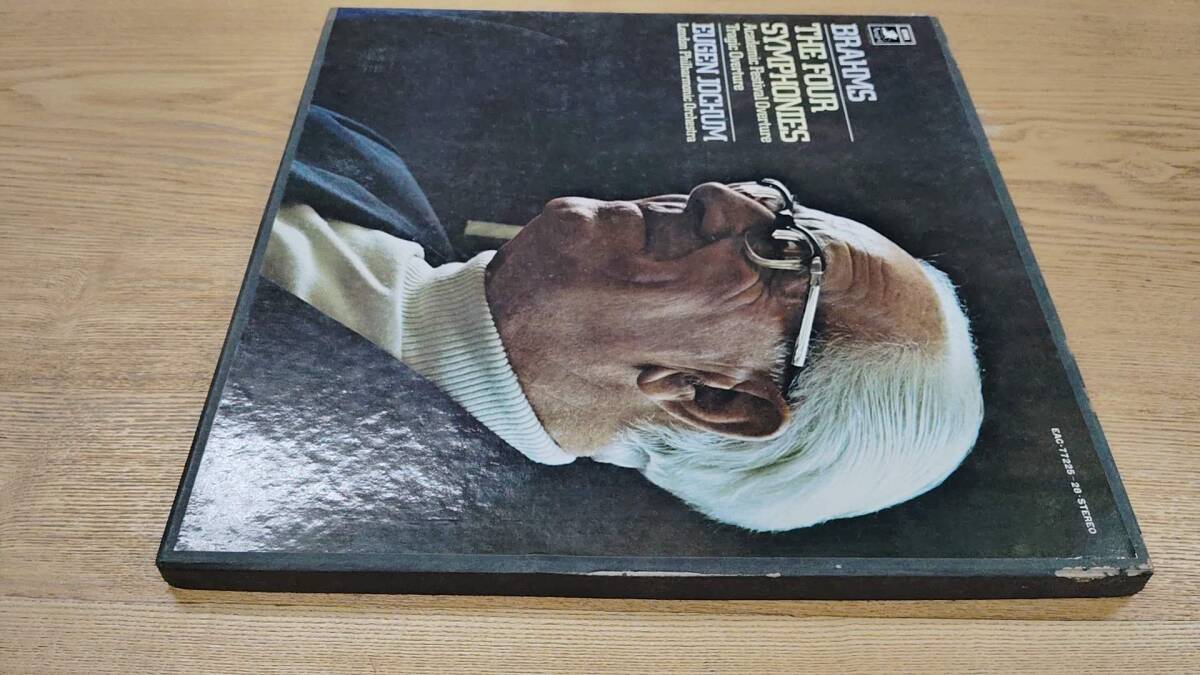 BRAHMS
THE FOUR
SYMPHONIES
Academic Festival Overture
Tragic Overture
EUGEN JOCHUM
London Philharmonic Orchestra
EAC-77225-28・STEREO